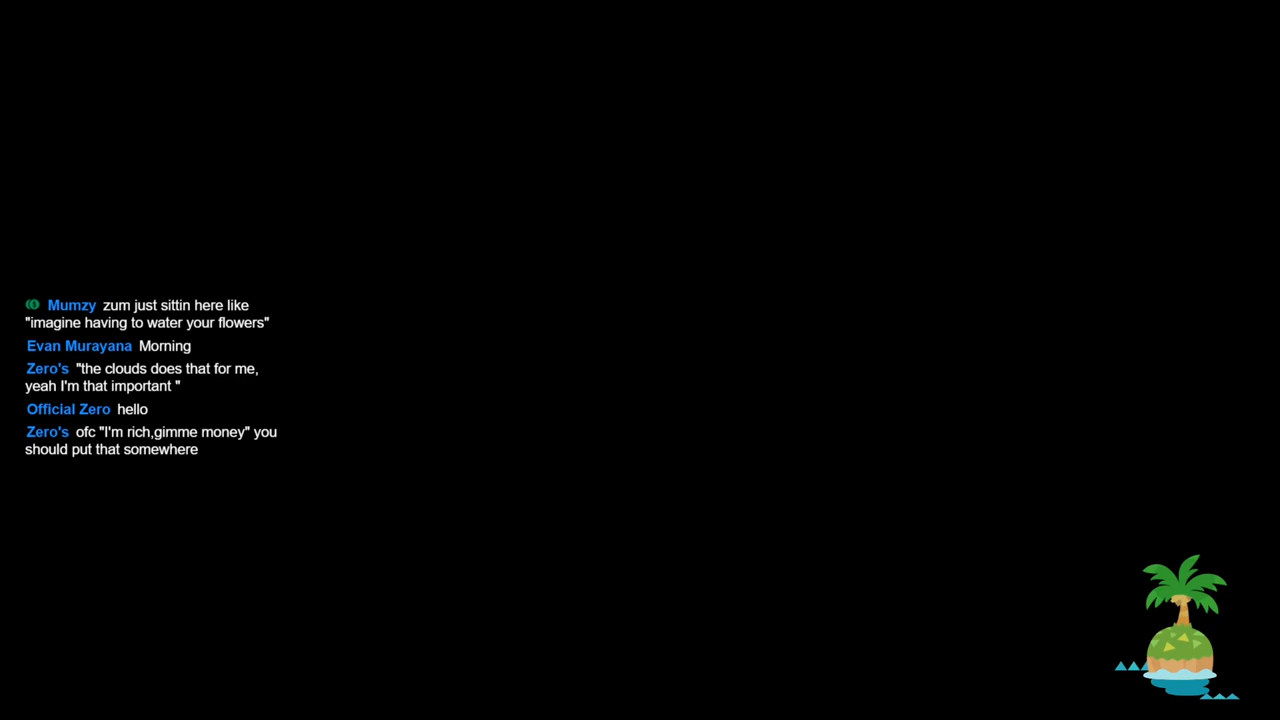 Mumzy zum just sittin here like
"imagine having to water your flowers"
Evan Murayana Morning
Zero's "the clouds does that for me,
yeah I'm that important "
Official Zero hello
Zero's ofc "I'm rich,gimme money" you
should put that somewhere